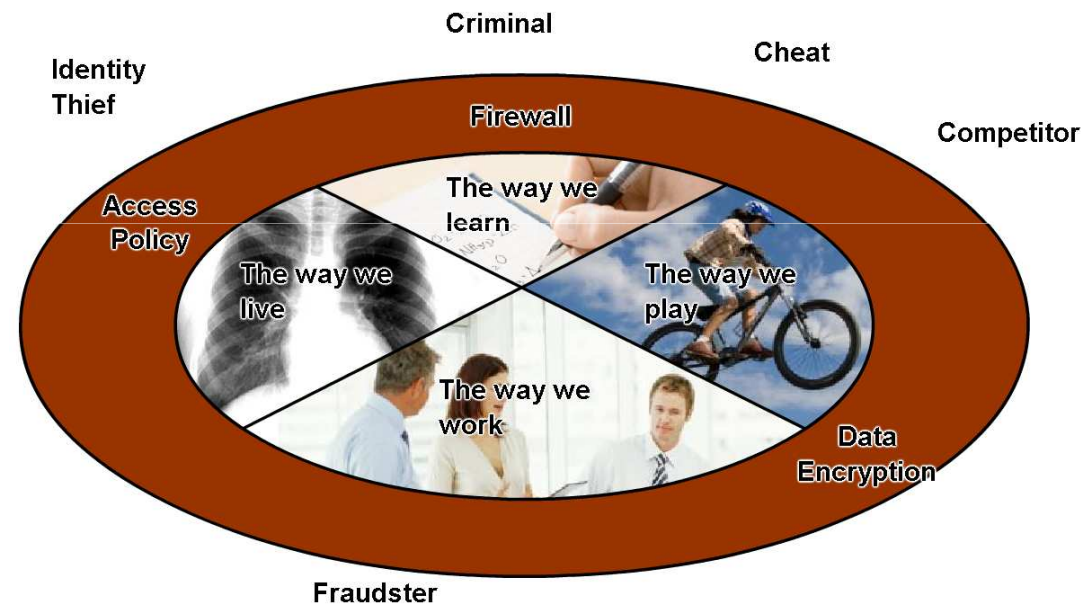 Criminal
Cheat
Identity
Thief
Competitor
Firewall
Access
Policy
The way we
learn
The way we
live
The way we
play
The way we
work
Data
Encryption
Fraudster